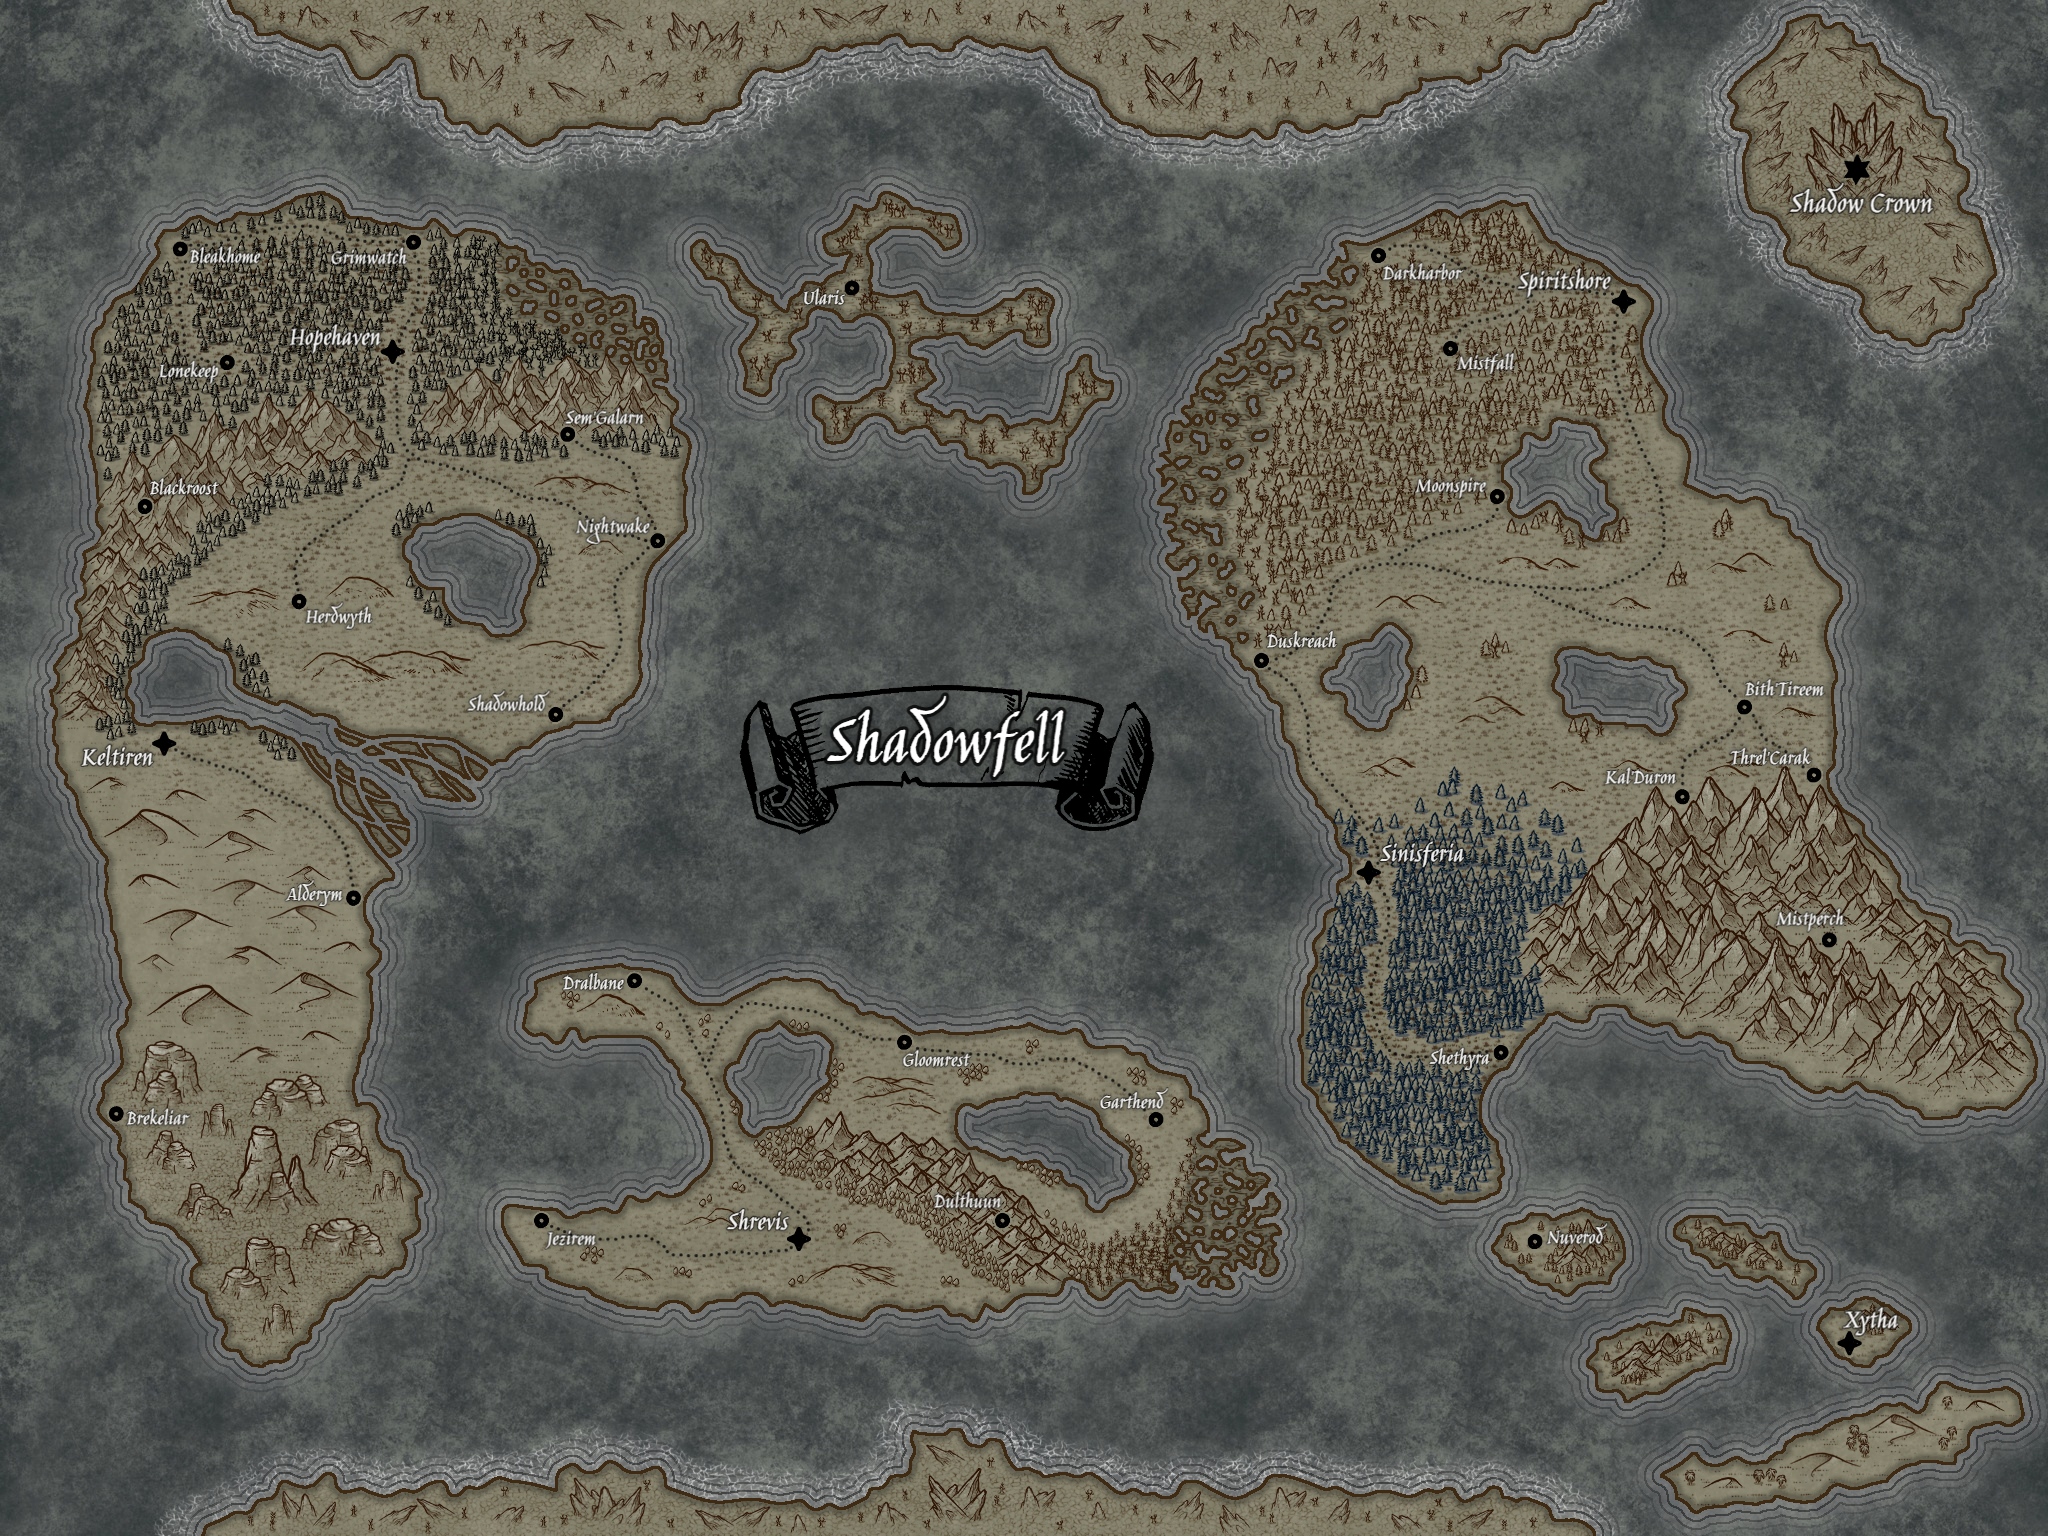 Shadow Crown
Bleakhome
Grimwatch
Hopehaven
Lonekeep
Sem'Galarn
Blackroost
Nightwake
Herdwyth
Shadowhold
Keltiren
Alderym
Brekeliar
Ularis
Darkharbor
Spiritshore
Mistfall
Moonspire
Duskreach
Bith'Tireem
Threl'Carak
Kal'Duron
Sinisferia
Mistperch
Shethyra
Shadowfell
Dralbane
Gloomrest
Garthend
Dulthuun
Shrevis
Jezirem
Nuverod
Xytha